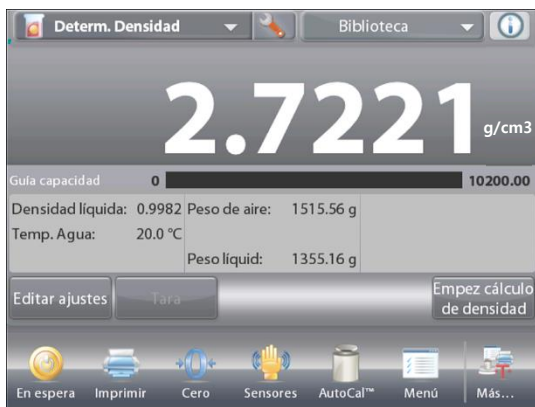 Determ. Densidad
Biblioteca
2.7221 g/cm3
Guía capacidad 0 10200.00
Densidad líquida: 0.9982 Peso de aire: 1515.56 g
Temp. Agua: 20.0 °C
Peso líquid: 1355.16 g
Editar ajustes Tara Empez cálculo
de densidad
En espera Imprimir Cero Sensores AutoCal™ Menú Más...